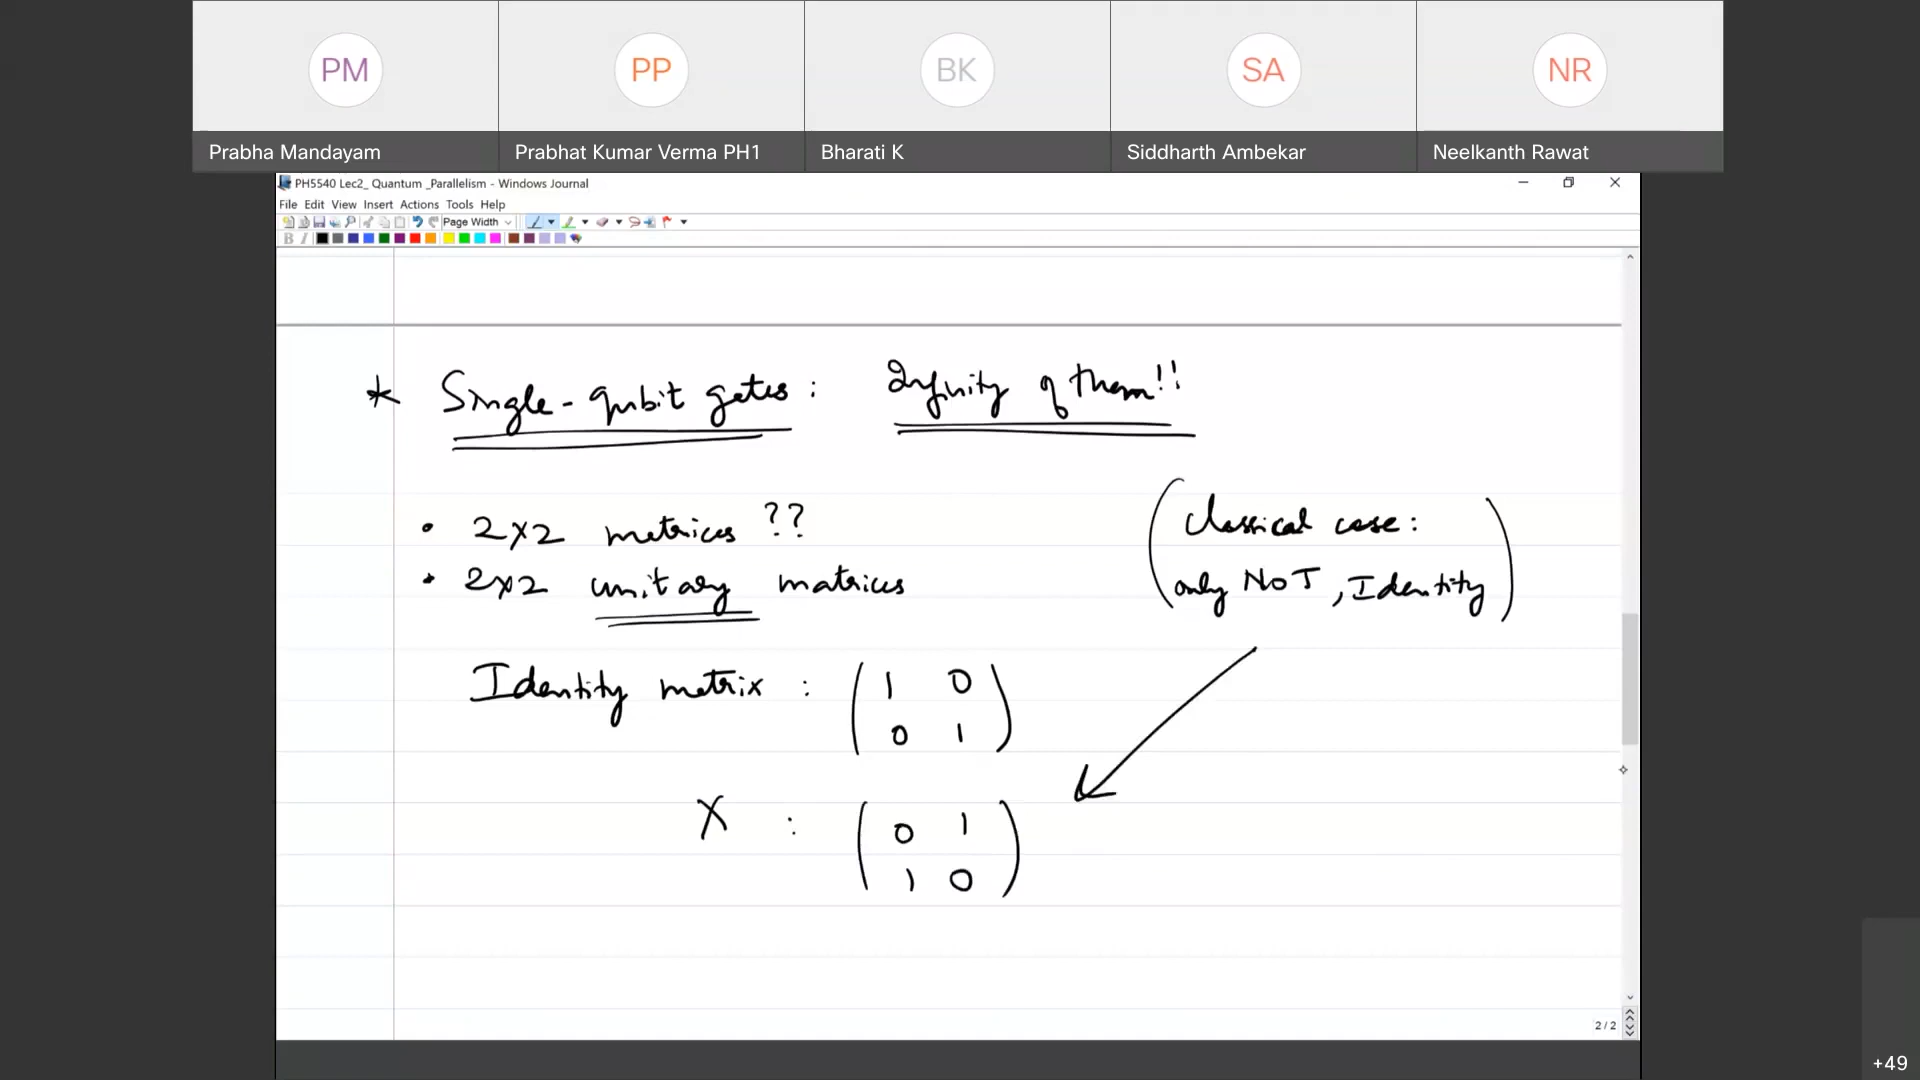 PM PP BK SA NR
Prabha Mandayam Prabhat Kumar Verma PH1 Bharati K Siddharth Ambekar Neelkanth Rawat
PH5540 Lec2_ Quantum _Parallelism - Windows Journal
File Edit View Insert Actions Tools Help
Page Width
B I
* Single-qubit gates : Infinity of them!!
• 2x2 matrices ??
• 2x2 unitary matrices
(Classical case:
only NOT, Identity)
Identity matrix : ( 1 0
0 1 )
X : ( 0 1
1 0 )
2 / 2
+49